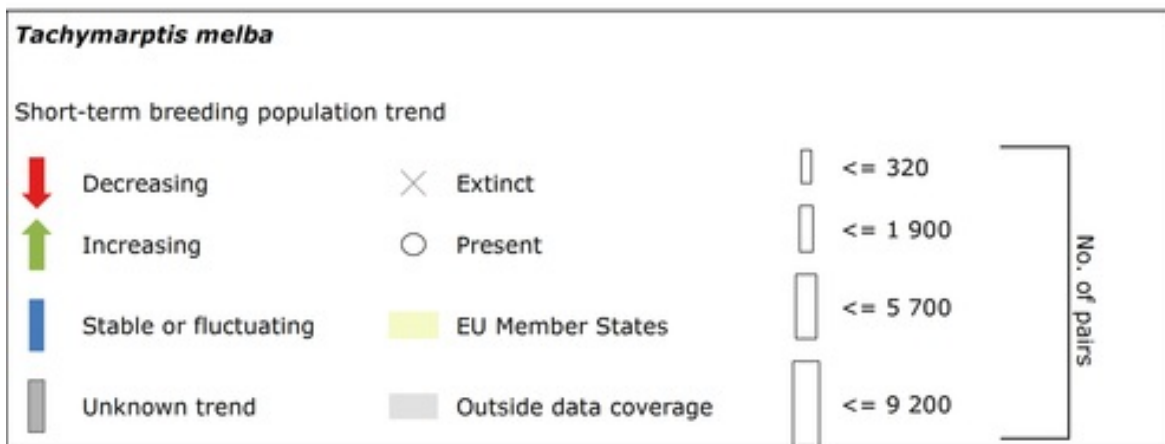 Tachymarptis melba
Short-term breeding population trend
Decreasing
Extinct
<= 320
Increasing
Present
<= 1 900
Stable or fluctuating
EU Member States
<= 5 700
Unknown trend
Outside data coverage
<= 9 200
No. of pairs